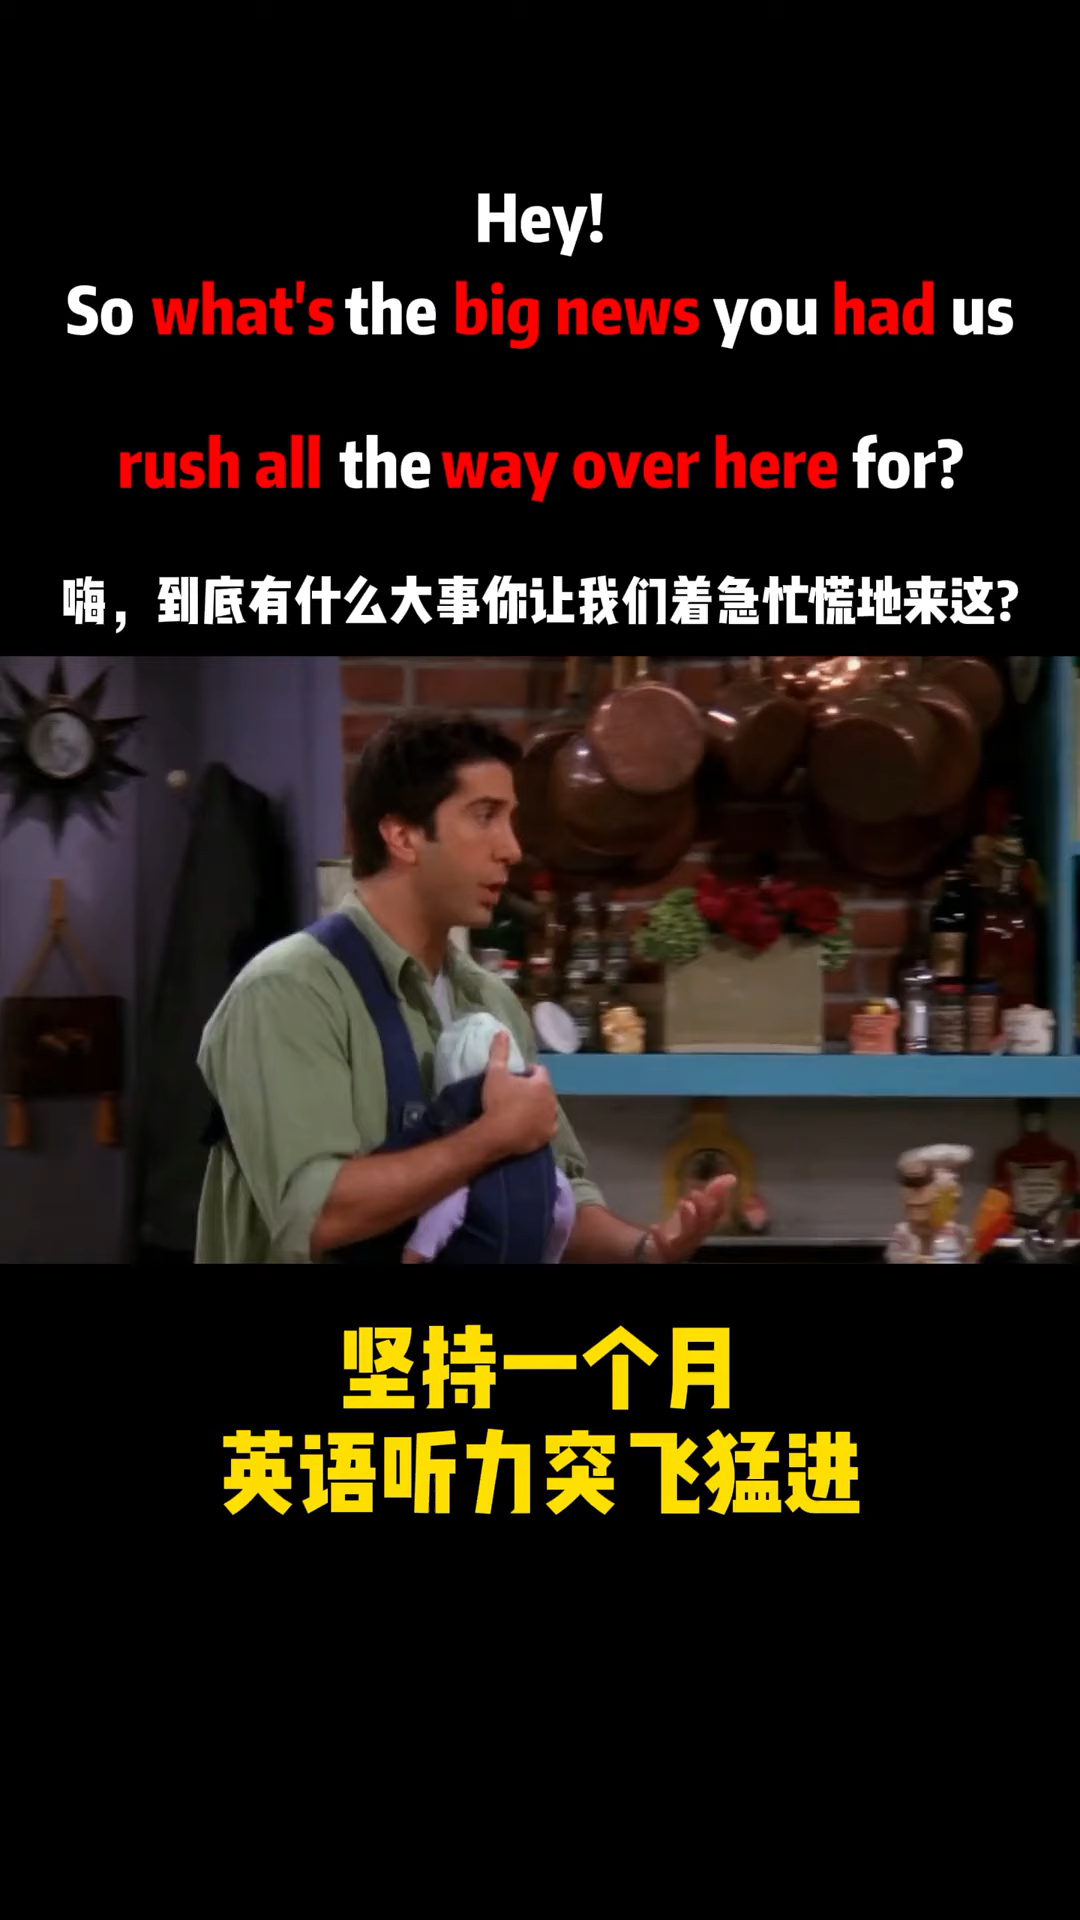 Hey!
So what's the big news you had us
rush all the way over here for?
嗨，到底有什么大事你让我们着急忙慌地来这?
坚持一个月
英语听力突飞猛进